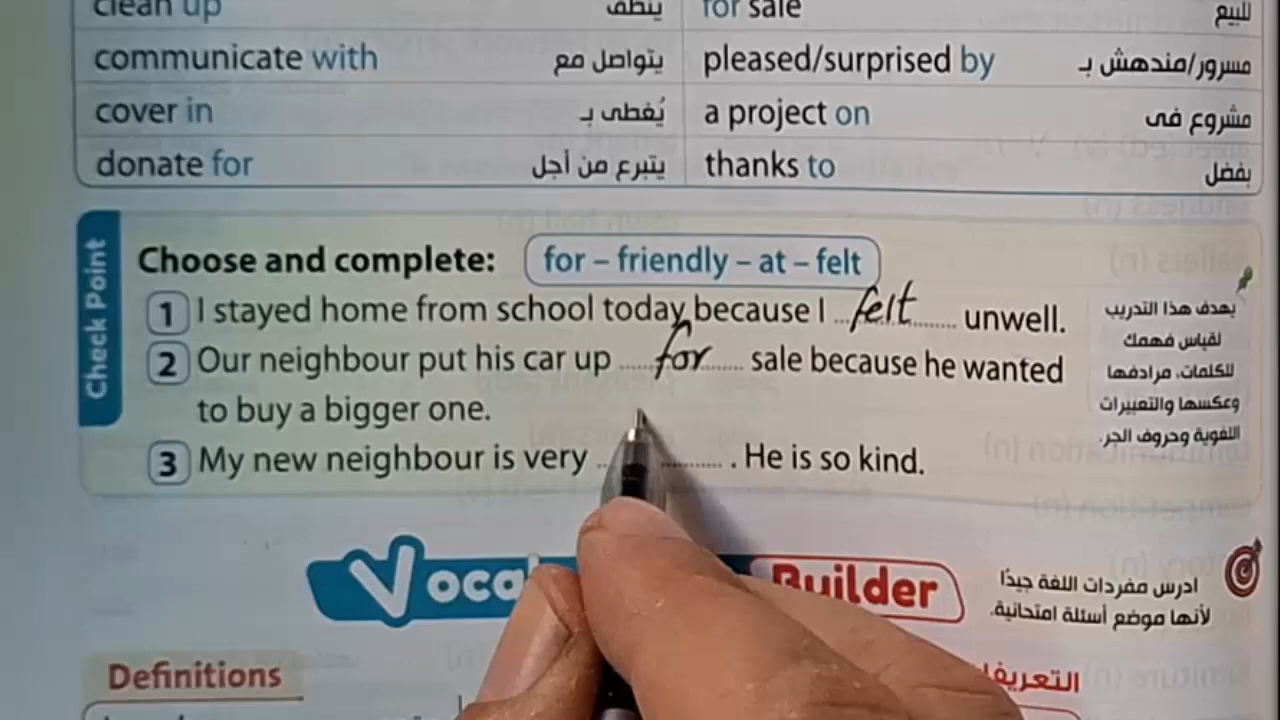 clean up ينظف for sale للبيع
communicate with يتواصل مع pleased/surprised by مسرور/مندهش بـ
cover in يُغطى بـ a project on مشروع فى
donate for يتبرع من أجل thanks to بفضل
Check Point
Choose and complete: for – friendly – at – felt
1 I stayed home from school today because I felt unwell.
2 Our neighbour put his car up for sale because he wanted
to buy a bigger one.
3 My new neighbour is very ............ . He is so kind.
يهدف هذا التدريب
لقياس فهمك
للكلمات، مرادفها
وعكسها والتعبيرات
اللغوية وحروف الجر.
Builder
ادرس مفردات اللغة جيدًا
لأنها موضع أسئلة امتحانية.
Definitions